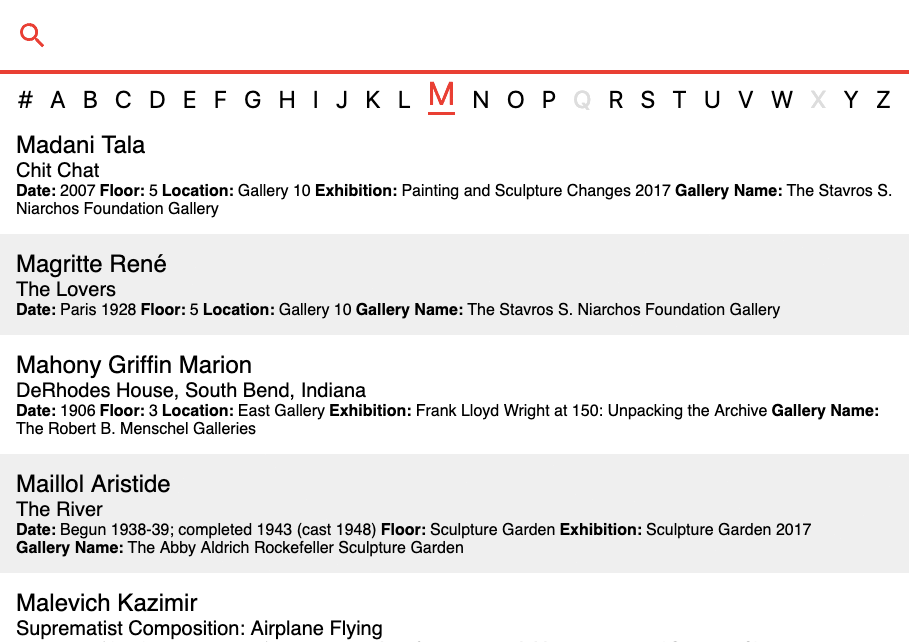 # A B C D E F G H I J K L M N O P Q R S T U V W X Y Z
Madani Tala
Chit Chat
Date: 2007 Floor: 5 Location: Gallery 10 Exhibition: Painting and Sculpture Changes 2017 Gallery Name: The Stavros S.
Niarchos Foundation Gallery
Magritte René
The Lovers
Date: Paris 1928 Floor: 5 Location: Gallery 10 Gallery Name: The Stavros S. Niarchos Foundation Gallery
Mahony Griffin Marion
DeRhodes House, South Bend, Indiana
Date: 1906 Floor: 3 Location: East Gallery Exhibition: Frank Lloyd Wright at 150: Unpacking the Archive Gallery Name:
The Robert B. Menschel Galleries
Maillol Aristide
The River
Date: Begun 1938-39; completed 1943 (cast 1948) Floor: Sculpture Garden Exhibition: Sculpture Garden 2017
Gallery Name: The Abby Aldrich Rockefeller Sculpture Garden
Malevich Kazimir
Suprematist Composition: Airplane Flying